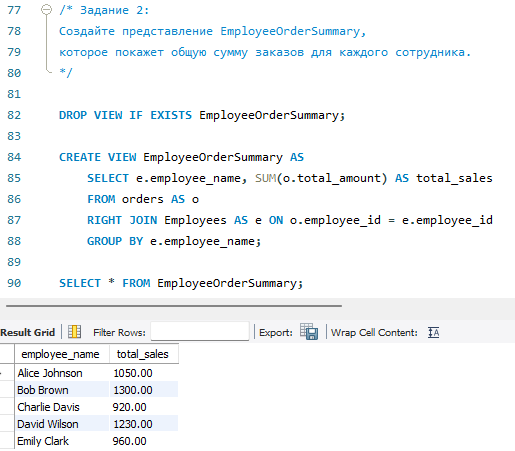 77 /* Задание 2:
78 Создайте представление EmployeeOrderSummary,
79 которое покажет общую сумму заказов для каждого сотрудника.
80 */
81
82 DROP VIEW IF EXISTS EmployeeOrderSummary;
83
84 CREATE VIEW EmployeeOrderSummary AS
85 SELECT e.employee_name, SUM(o.total_amount) AS total_sales
86 FROM orders AS o
87 RIGHT JOIN Employees AS e ON o.employee_id = e.employee_id
88 GROUP BY e.employee_name;
89
90 SELECT * FROM EmployeeOrderSummary;
Result Grid Filter Rows: Export: Wrap Cell Content:
employee_name total_sales
Alice Johnson 1050.00
Bob Brown 1300.00
Charlie Davis 920.00
David Wilson 1230.00
Emily Clark 960.00